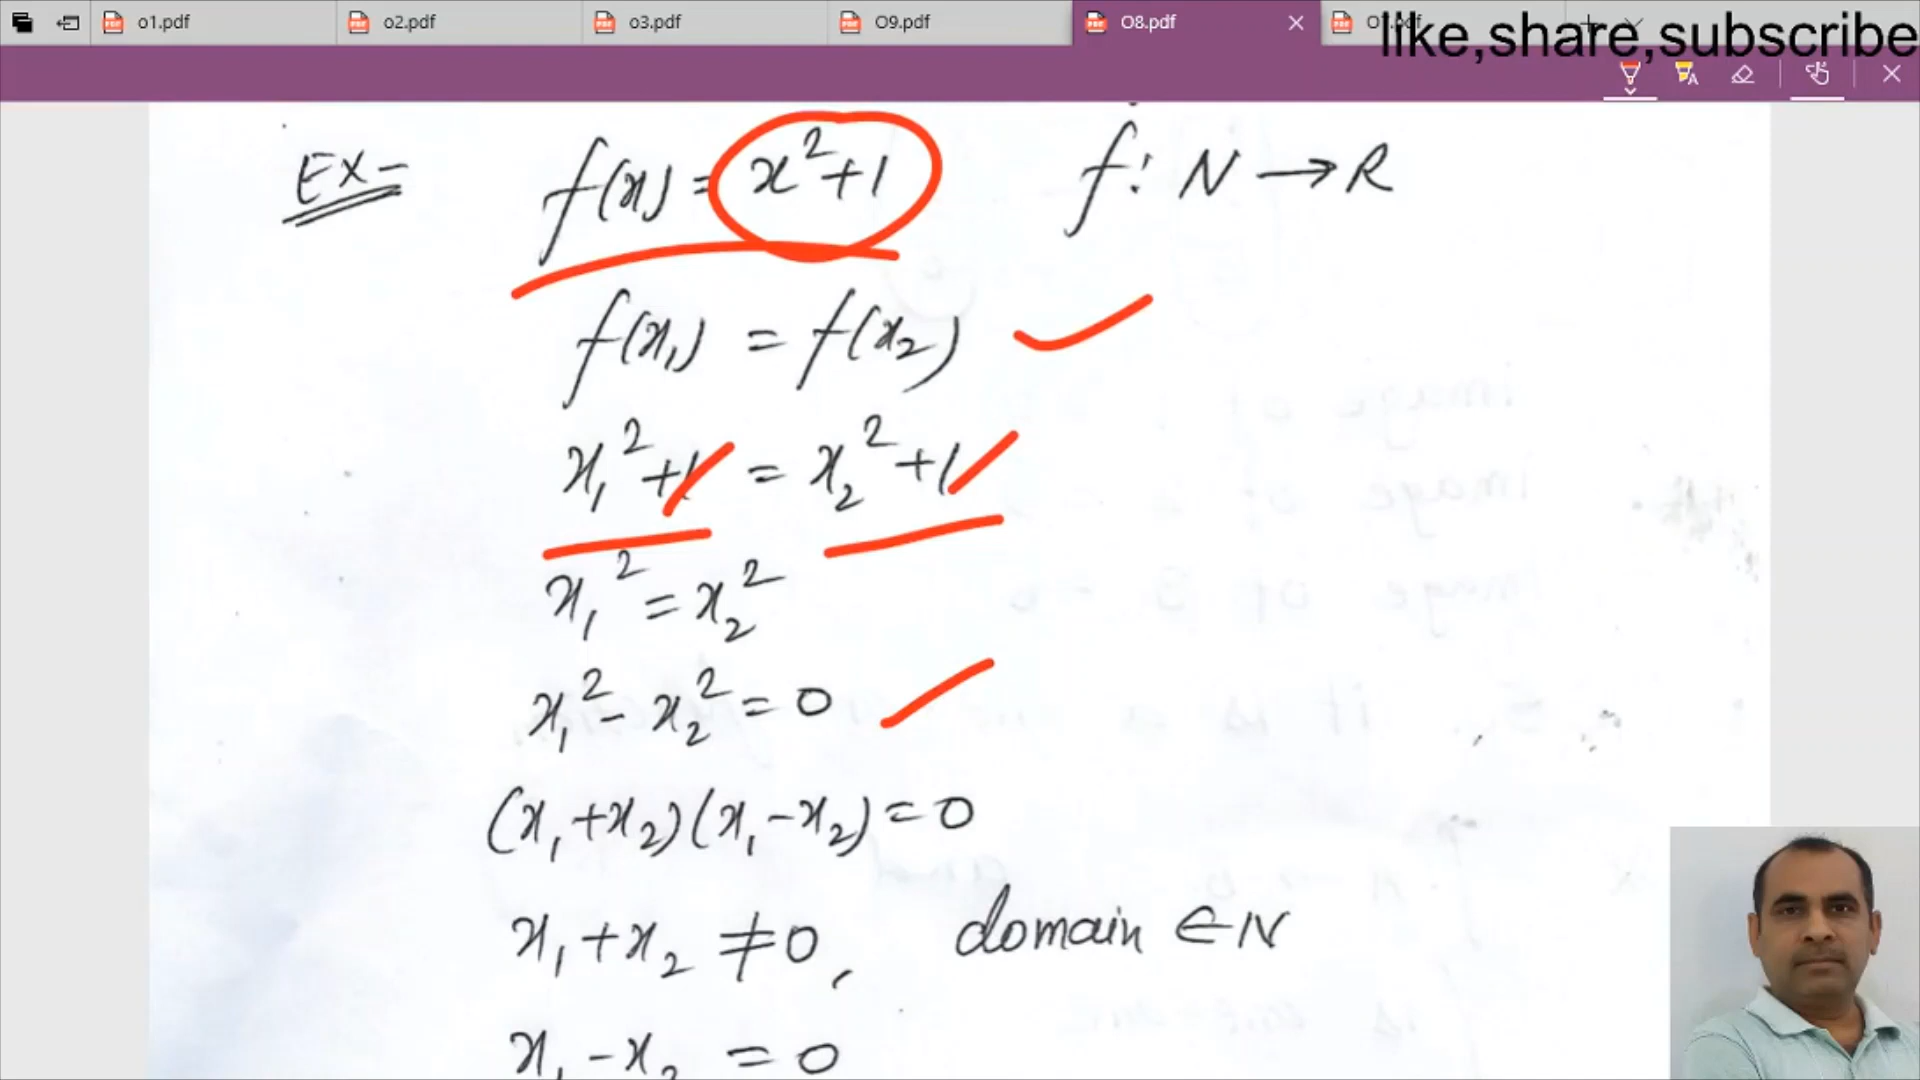 o1.pdf
o2.pdf
o3.pdf
O9.pdf
O8.pdf
like,share,subscribe
EX- f(x) = x²+1 f: N → R
f(x₁) = f(x₂)
x₁²+1 = x₂²+1
x₁² = x₂²
x₁² - x₂² = 0
(x₁+x₂)(x₁-x₂) = 0
x₁+x₂ ≠ 0, domain ∈ N
x₁ - x₂ = 0